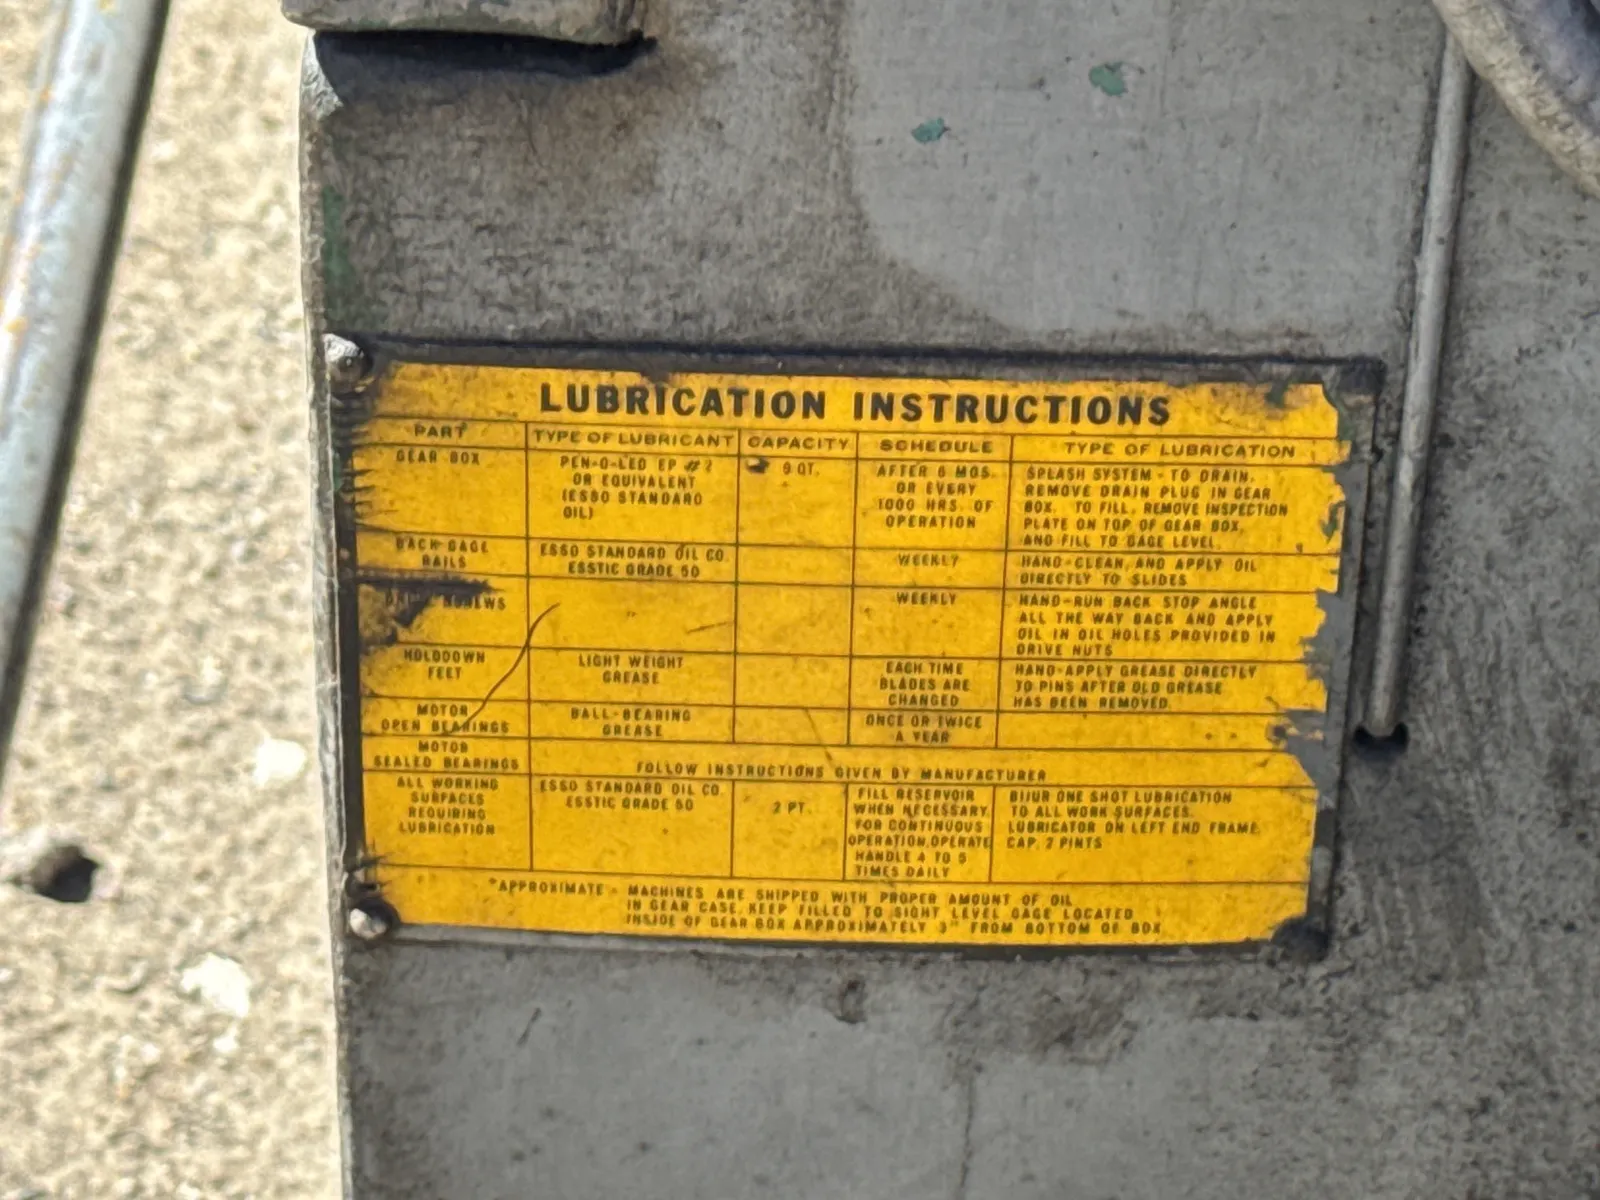 LUBRICATION INSTRUCTIONS
PART TYPE OF LUBRICANT CAPACITY SCHEDULE TYPE OF LUBRICATION
GEAR BOX
PEN-O-LED EP #2
OR EQUIVALENT
(ESSO STANDARD
OIL)
9 QT.
AFTER 6 MOS.
OR EVERY
1000 HRS. OF
OPERATION
SPLASH SYSTEM - TO DRAIN,
REMOVE DRAIN PLUG IN GEAR
BOX. TO FILL, REMOVE INSPECTION
PLATE ON TOP OF GEAR BOX,
AND FILL TO GAGE LEVEL.
BACK GAGE
RAILS
ESSO STANDARD OIL CO.
ESSTIC GRADE 50
WEEKLY
HAND-CLEAN, AND APPLY OIL
DIRECTLY TO SLIDES
SCREWS
WEEKLY
HAND-RUN BACK STOP ANGLE
ALL THE WAY BACK AND APPLY
OIL IN OIL HOLES PROVIDED IN
DRIVE NUTS
HOLDDOWN
FEET
LIGHT WEIGHT
GREASE
EACH TIME
BLADES ARE
CHANGED
HAND-APPLY GREASE DIRECTLY
TO PINS AFTER OLD GREASE
HAS BEEN REMOVED.
MOTOR
OPEN BEARINGS
BALL-BEARING
GREASE
ONCE OR TWICE
A YEAR
MOTOR
SEALED BEARINGS
FOLLOW INSTRUCTIONS GIVEN BY MANUFACTURER
ALL WORKING
SURFACES
REQUIRING
LUBRICATION
ESSO STANDARD OIL CO.
ESSTIC GRADE 50
2 PT.
FILL RESERVOIR
WHEN NECESSARY.
FOR CONTINUOUS
OPERATION, OPERATE
HANDLE 4 TO 5
TIMES DAILY
BIJUR ONE SHOT LUBRICATION
TO ALL WORK SURFACES.
LUBRICATOR ON LEFT END FRAME.
CAP. 2 PINTS
*APPROXIMATE - MACHINES ARE SHIPPED WITH PROPER AMOUNT OF OIL
IN GEAR CASE. KEEP FILLED TO SIGHT LEVEL GAGE LOCATED
INSIDE OF GEAR BOX APPROXIMATELY 3" FROM BOTTOM OF BOX